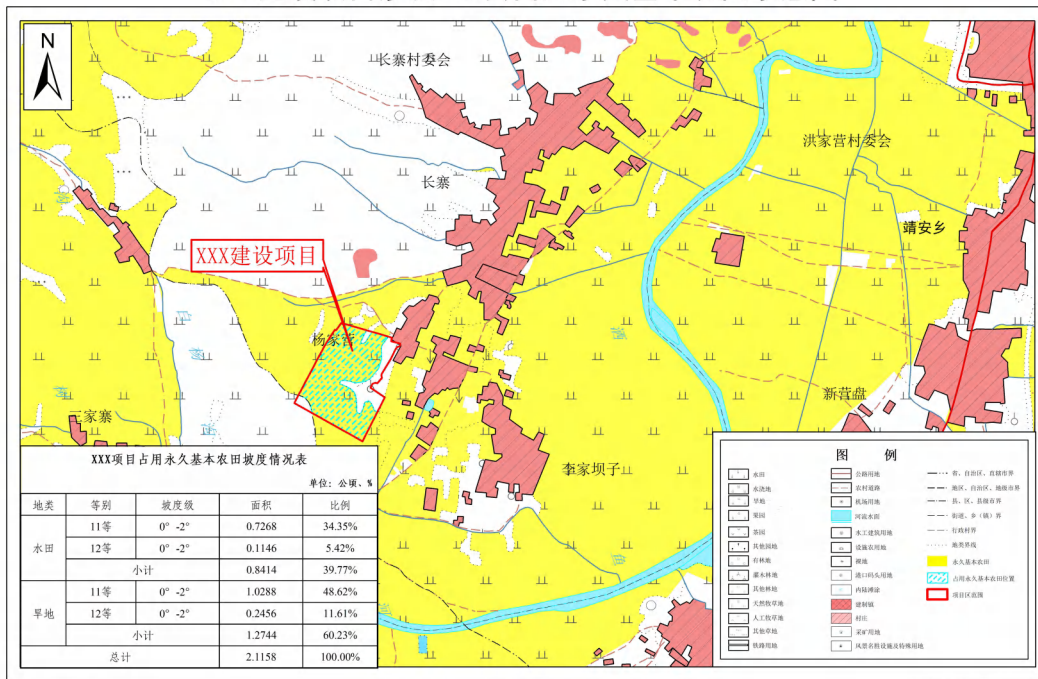 N
长寨村委会
洪家营村委会
长寨
靖安乡
XXX建设项目
杨家营
新营盘
三家寨
李家坝子
XXX项目占用永久基本农田坡度情况表
单位：公顷、%
地类 等别 坡度级 面积 比例
水田 11等 0° -2° 0.7268 34.35%
12等 0° -2° 0.1146 5.42%
小计 0.8414 39.77%
旱地 11等 0° -2° 1.0288 48.62%
12等 0° -2° 0.2456 11.61%
小计 1.2744 60.23%
总计 2.1158 100.00%
图 例
水田 公路用地 省、自治区、直辖市界
水浇地 农村道路 地区、自治州、地级市界
旱地 机场用地 县、区、县级市界
果园 河流水面 街道、乡（镇）界
茶园 水工建筑用地 行政村界
其他园地 设施农用地 地类界线
有林地 裸地 永久基本农田
灌木林地 港口码头用地 占用永久基本农田位置
其他林地 内陆滩涂 项目区范围
天然牧草地 建制镇
人工牧草地 村庄
其他草地 采矿用地
铁路用地 风景名胜设施及特殊用地